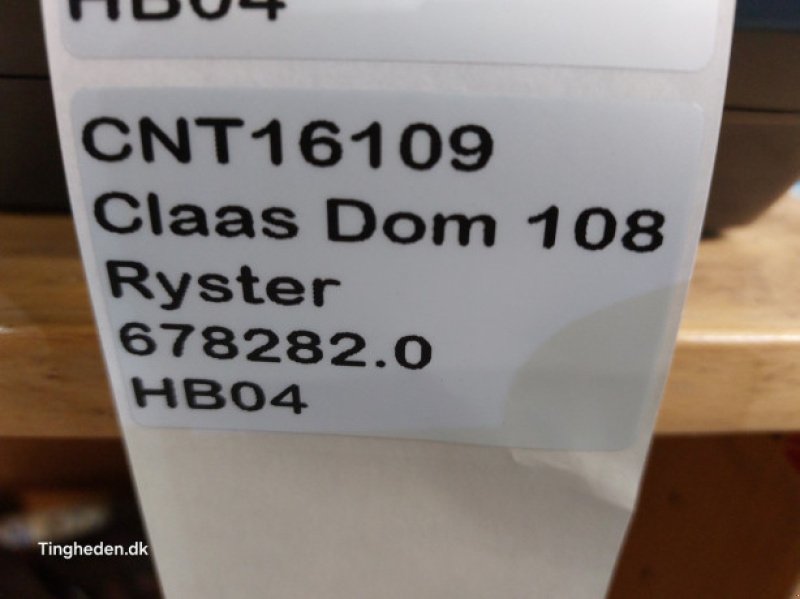 HB04
CNT16109
Claas Dom 108
Ryster
678282.0
HB04
Tingheden.dk